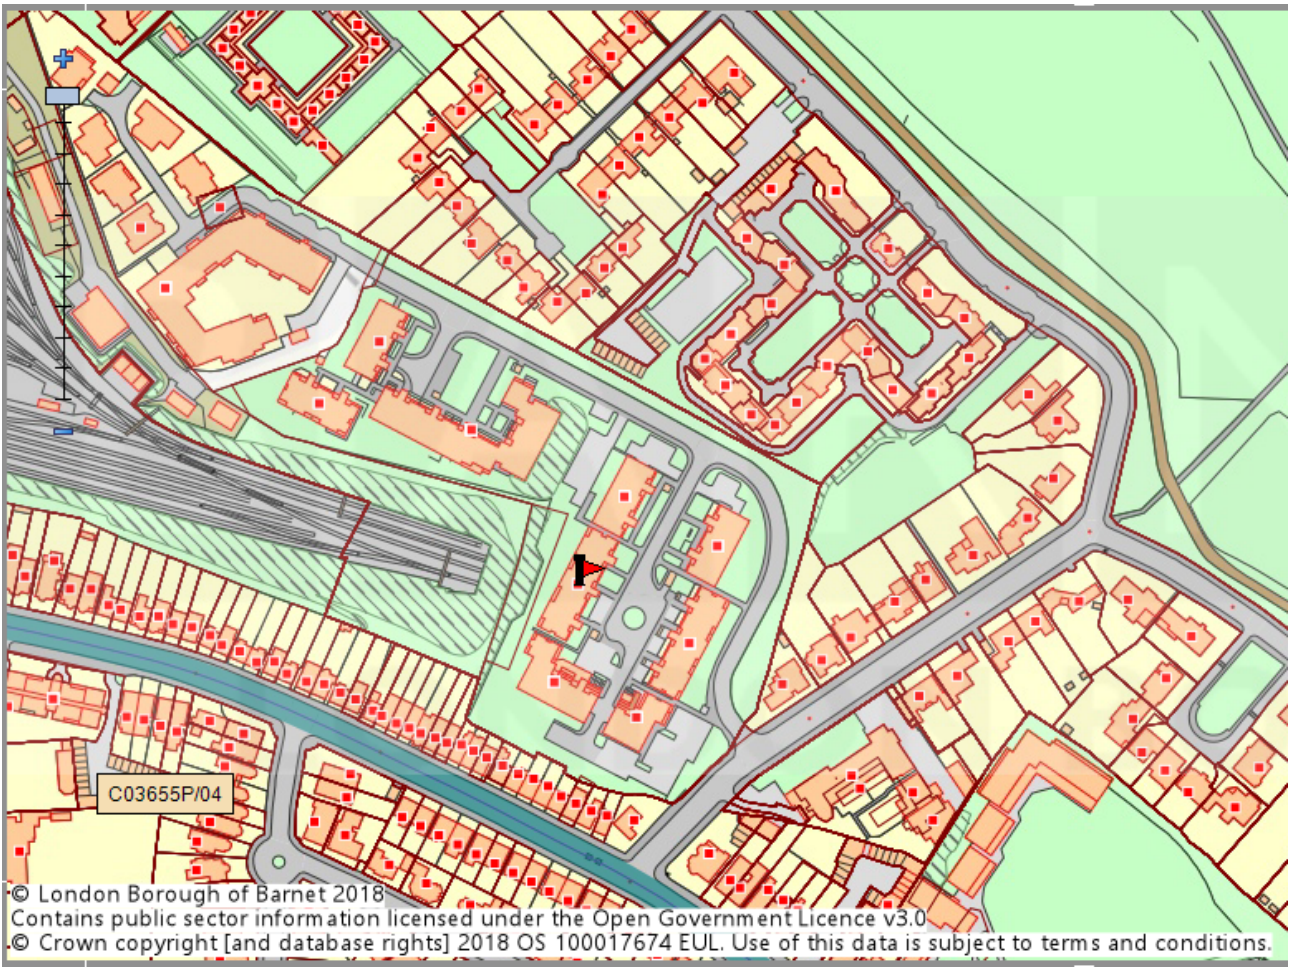 C03655P/04
© London Borough of Barnet 2018
Contains public sector information licensed under the Open Government Licence v3.0
© Crown copyright [and database rights] 2018 OS 100017674 EUL. Use of this data is subject to terms and conditions.